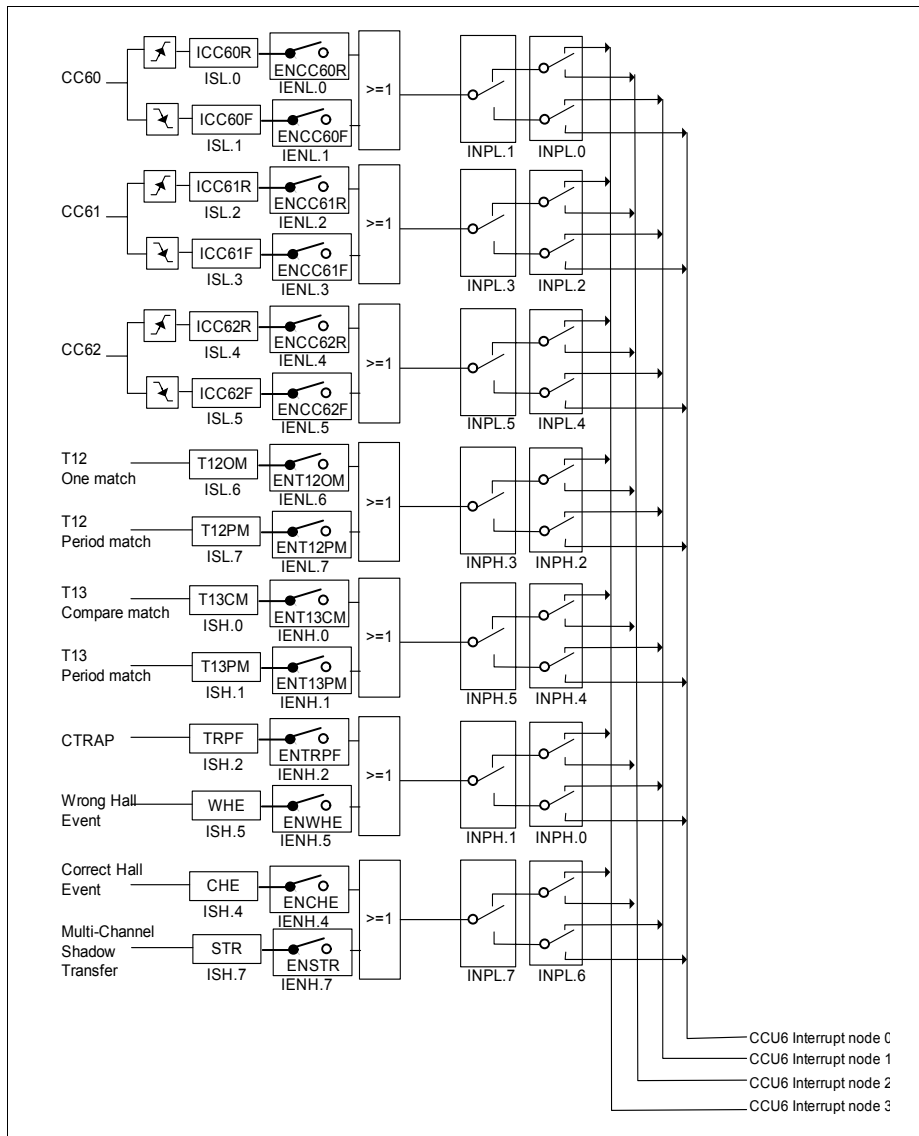 CC60
ICC60R
ISL.0
ENCC60R
IENL.0
ICC60F
ISL.1
ENCC60F
IENL.1
>=1
INPL.1
INPL.0
CC61
ICC61R
ISL.2
ENCC61R
IENL.2
ICC61F
ISL.3
ENCC61F
IENL.3
>=1
INPL.3
INPL.2
CC62
ICC62R
ISL.4
ENCC62R
IENL.4
ICC62F
ISL.5
ENCC62F
IENL.5
>=1
INPL.5
INPL.4
T12
One match
T12OM
ISL.6
ENT12OM
IENL.6
T12
Period match
T12PM
ISL.7
ENT12PM
IENL.7
>=1
INPH.3
INPH.2
T13
Compare match
T13CM
ISH.0
ENT13CM
IENH.0
T13
Period match
T13PM
ISH.1
ENT13PM
IENH.1
>=1
INPH.5
INPH.4
CTRAP
TRPF
ISH.2
ENTRPF
IENH.2
Wrong Hall
Event
WHE
ISH.5
ENWHE
IENH.5
>=1
INPH.1
INPH.0
Correct Hall
Event
CHE
ISH.4
ENCHE
IENH.4
Multi-Channel
Shadow
Transfer
STR
ISH.7
ENSTR
IENH.7
>=1
INPL.7
INPL.6
CCU6 Interrupt node 0
CCU6 Interrupt node 1
CCU6 Interrupt node 2
CCU6 Interrupt node 3